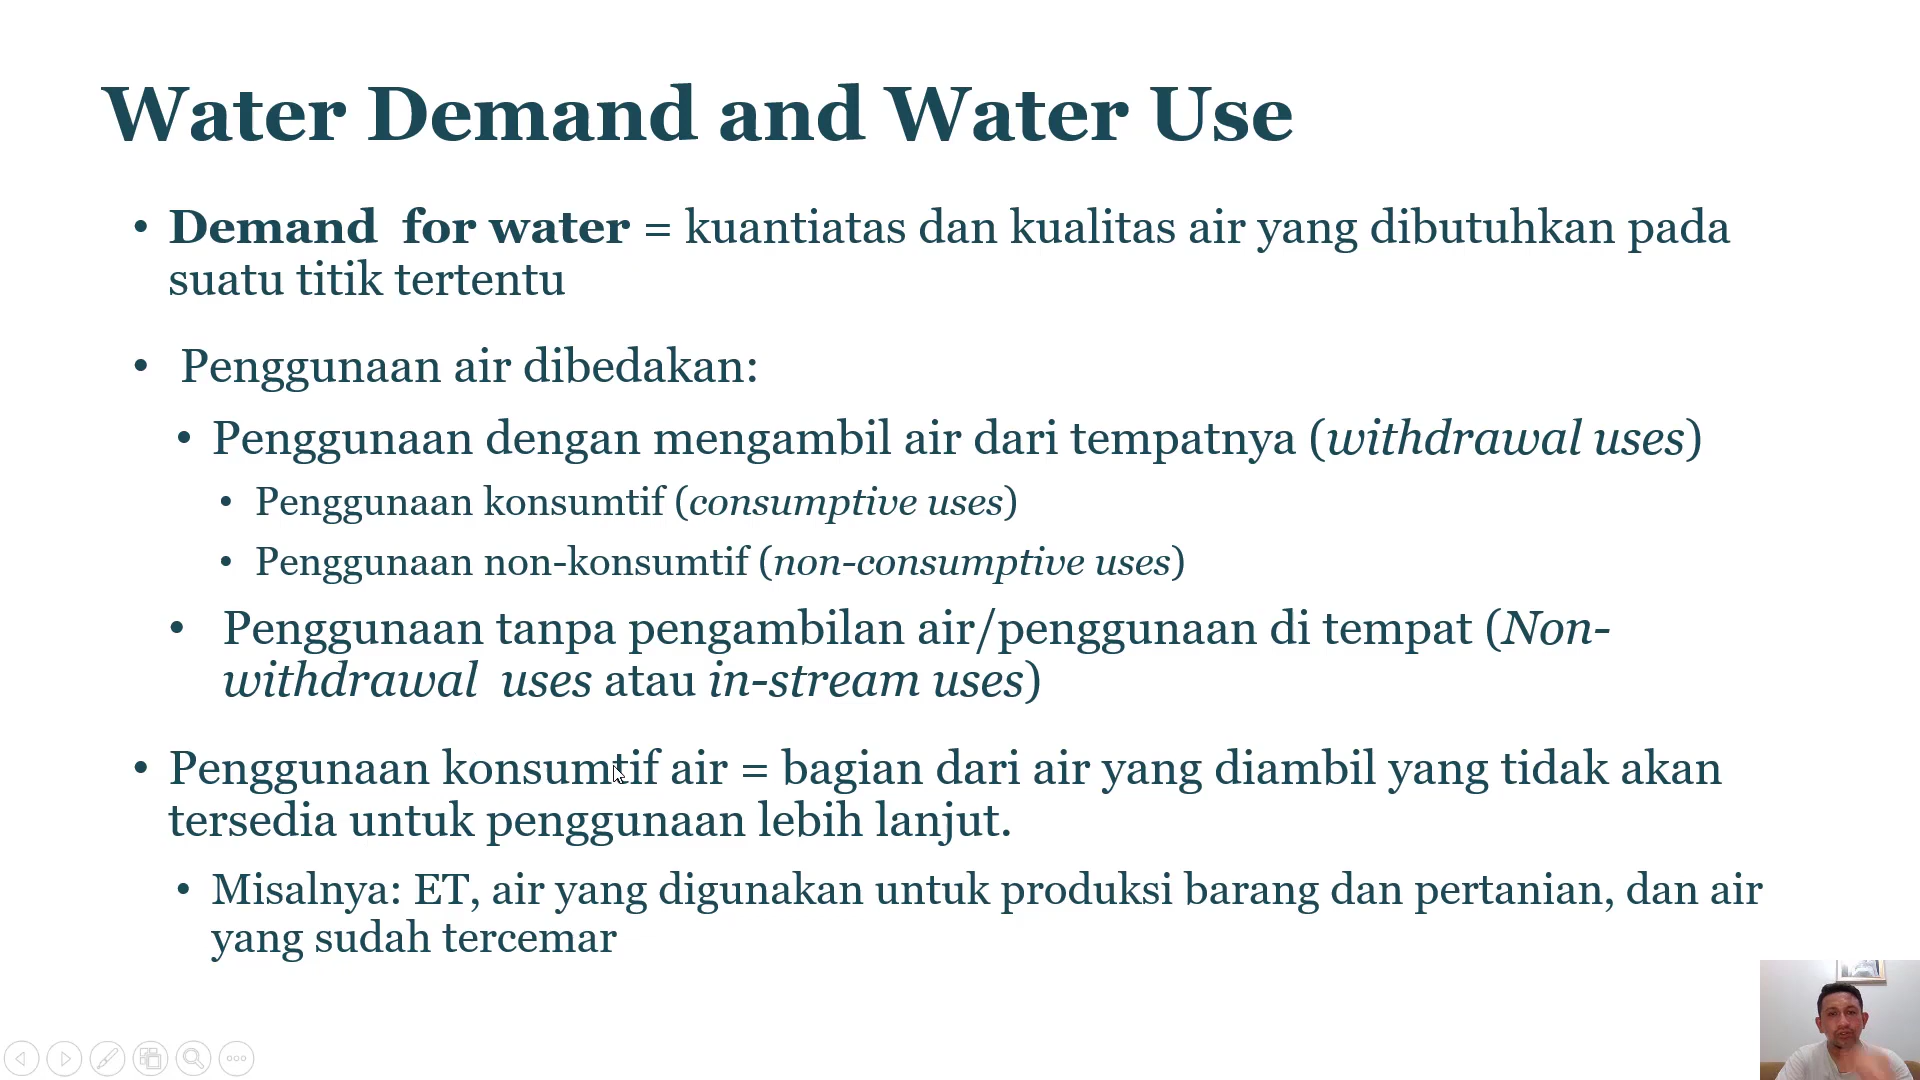 Water Demand and Water Use
• Demand for water = kuantiatas dan kualitas air yang dibutuhkan pada
suatu titik tertentu
• Penggunaan air dibedakan:
• Penggunaan dengan mengambil air dari tempatnya (withdrawal uses)
• Penggunaan konsumtif (consumptive uses)
• Penggunaan non-konsumtif (non-consumptive uses)
• Penggunaan tanpa pengambilan air/penggunaan di tempat (Non-
withdrawal uses atau in-stream uses)
• Penggunaan konsumtif air = bagian dari air yang diambil yang tidak akan
tersedia untuk penggunaan lebih lanjut.
• Misalnya: ET, air yang digunakan untuk produksi barang dan pertanian, dan air
yang sudah tercemar